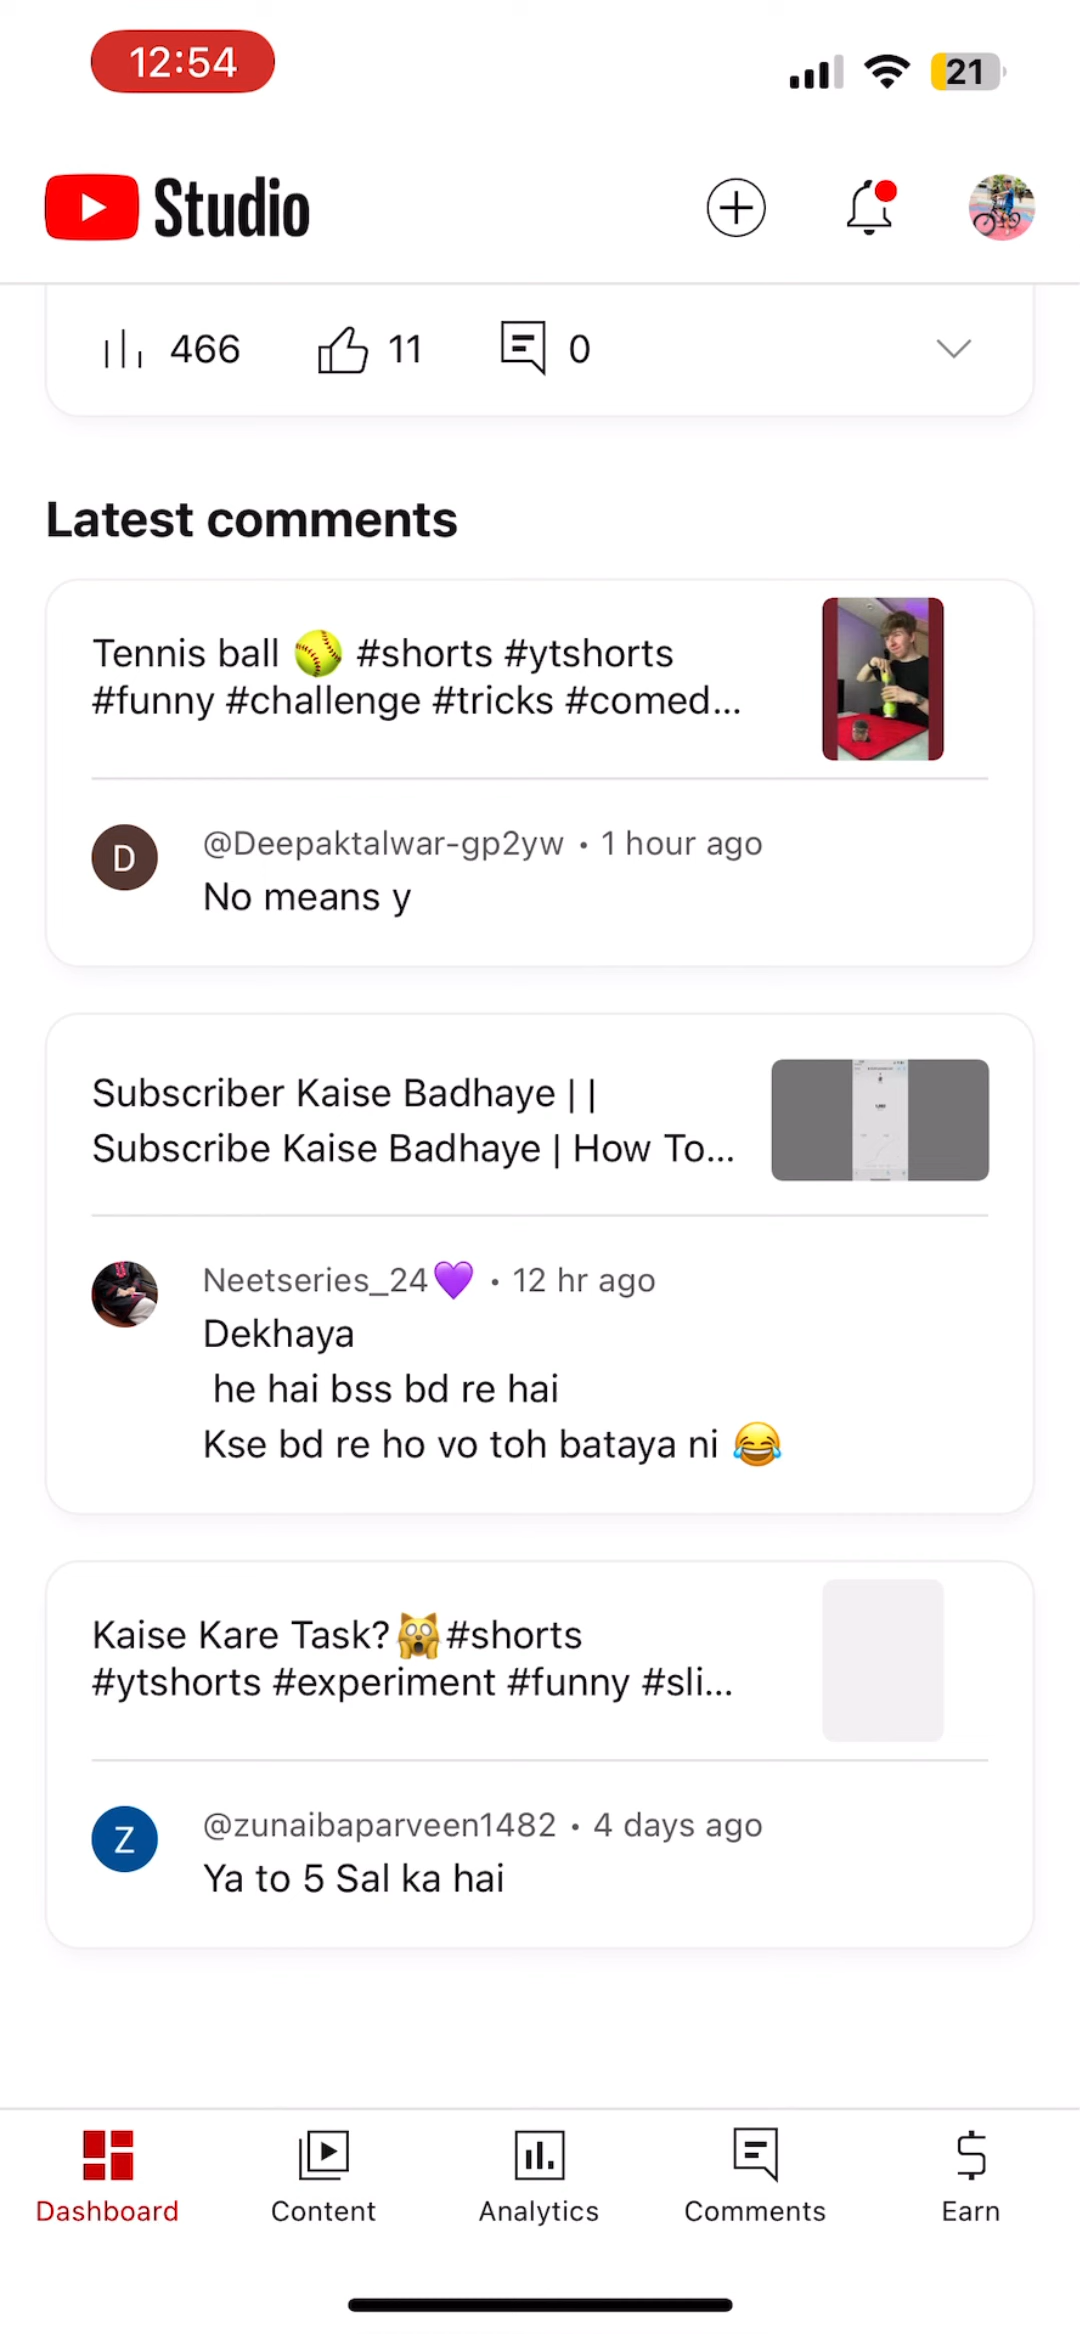 12:54
21
Studio
466 11 0
Latest comments
Tennis ball 🥎 #shorts #ytshorts
#funny #challenge #tricks #comed...
D
@Deepaktalwar-gp2yw • 1 hour ago
No means y
Subscriber Kaise Badhaye ||
Subscribe Kaise Badhaye | How To...
Neetseries_24💜 • 12 hr ago
Dekhaya
he hai bss bd re hai
Kse bd re ho vo toh bataya ni 😂
Kaise Kare Task?🙀#shorts
#ytshorts #experiment #funny #sli...
Z
@zunaibaparveen1482 • 4 days ago
Ya to 5 Sal ka hai
Dashboard Content Analytics Comments Earn